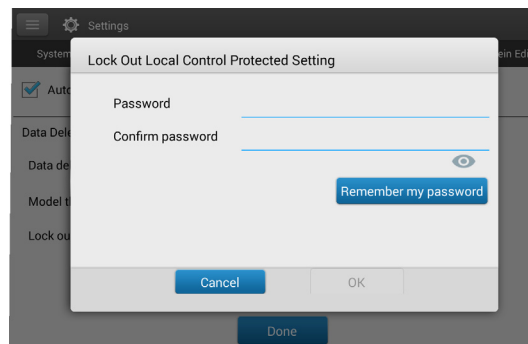 Settings
System
ein Edi
Lock Out Local Control Protected Setting
Auto
Password
Confirm password
Data Dele
Data de
Remember my password
Model t
Lock ou
Cancel
OK
Done